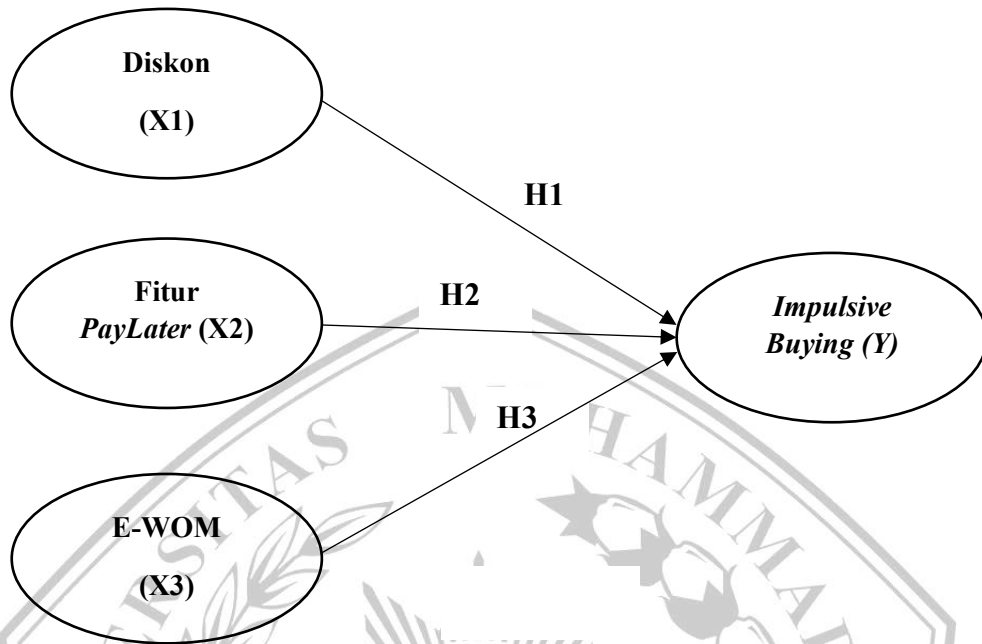 Diskon
(X1)
H1
Fitur
PayLater (X2)
H2
Impulsive
Buying (Y)
H3
E-WOM
(X3)